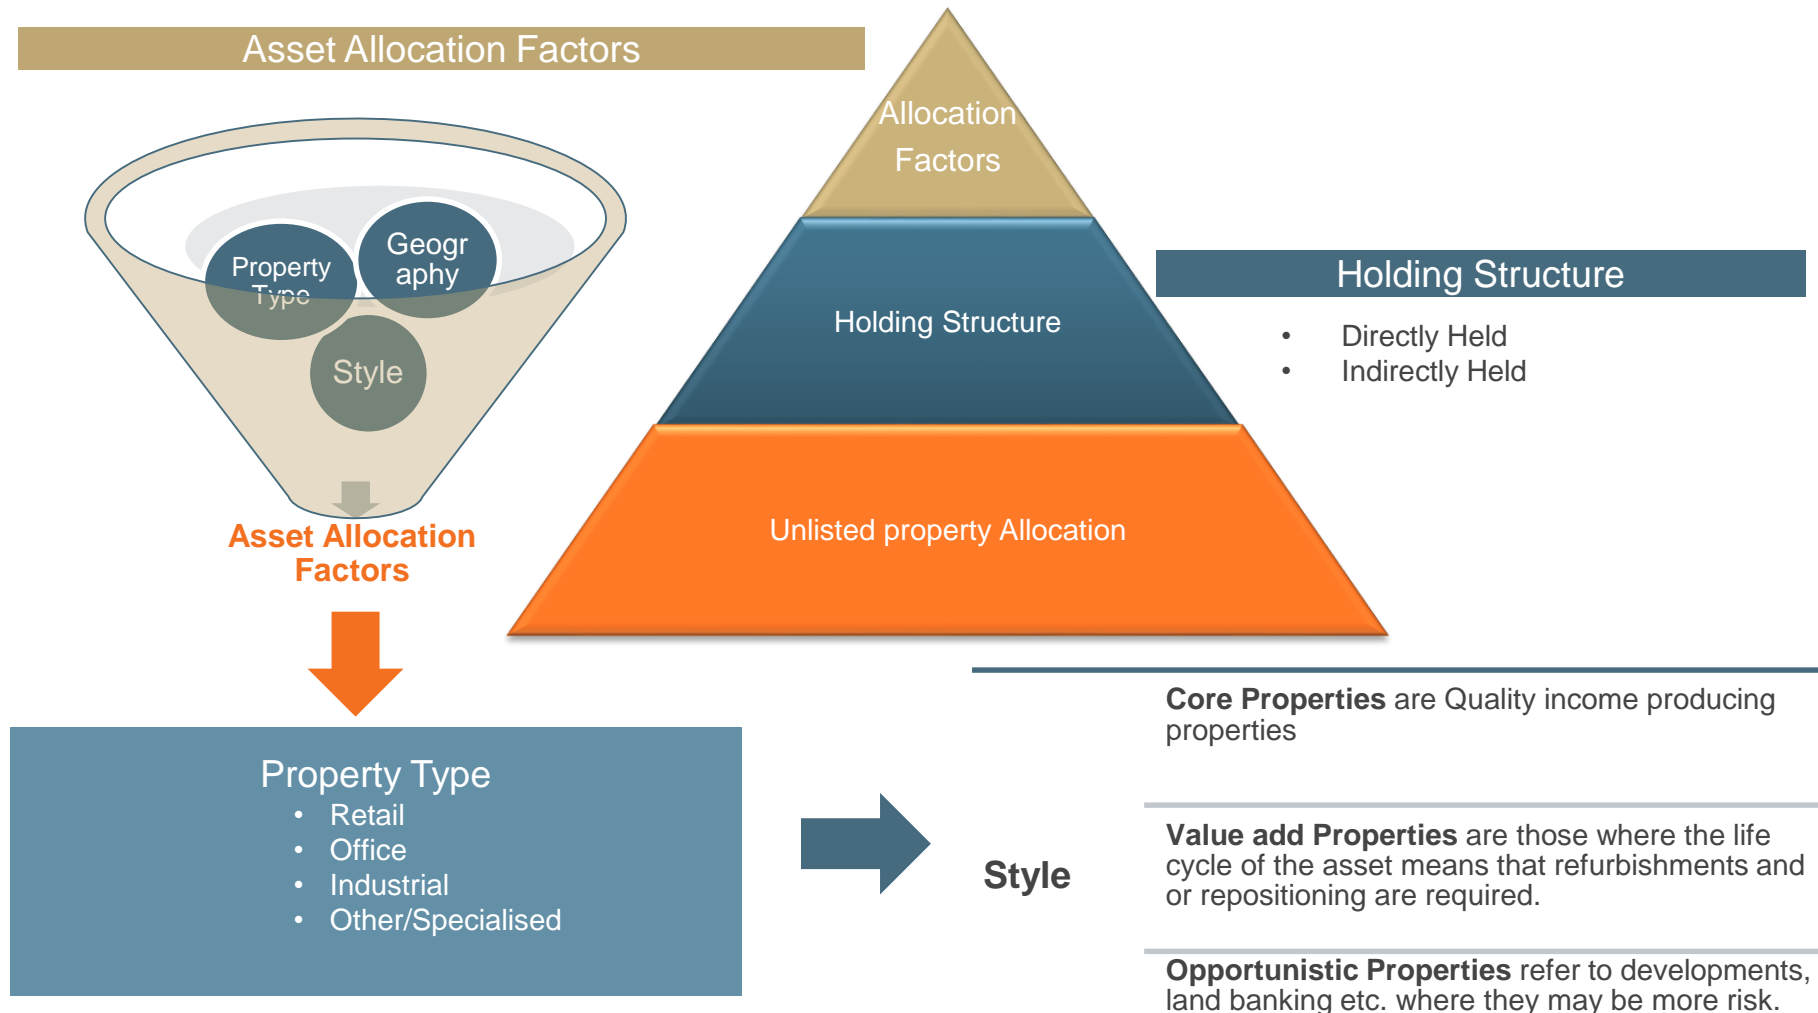 Asset Allocation Factors
Property
Type
Geogr
aphy
Style
Asset Allocation
Factors
Allocation
Factors
Holding Structure
Unlisted property Allocation
Holding Structure
• Directly Held
• Indirectly Held
Property Type
• Retail
• Office
• Industrial
• Other/Specialised
Style
Core Properties are Quality income producing
properties
Value add Properties are those where the life
cycle of the asset means that refurbishments and
or repositioning are required.
Opportunistic Properties refer to developments,
land banking etc. where they may be more risk.